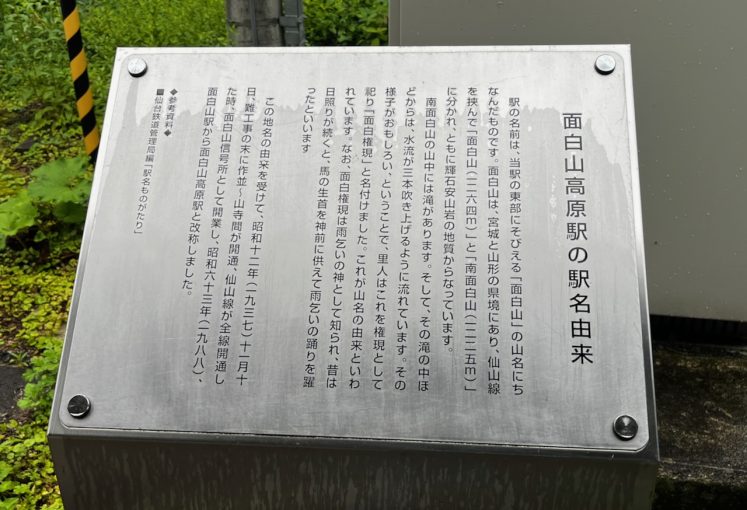 面白山高原駅の駅名由来
駅の名前は、当駅の東部にそびえる「面白山」の山名にち
なんだものです。面白山は、宮城と山形の県境にあり、仙山線
を挟んで「面白山(一二六四m)」と「南面白山(一二二五m)」
に分かれ、ともに輝石安山岩の地質からなっています。
南面白山の山中には滝があります。そして、その滝の中ほ
どからは、水流が三本吹き上げるように流れています。その
様子がおもしろい、ということで、里人はこれを権現として
祀り「面白権現」と名付けました。これが山名の由来といわ
れています。なお、面白権現は雨乞いの神として知られ、昔は
日照りが続くと、馬の生首を神前に供えて雨乞いの踊りを躍
ったといいます
この地名の由来を受けて、昭和十二年(一九三七)十一月十
日、難工事の末に作並～山寺間が開通、仙山線が全線開通し
た時、面白山信号所として開業し、昭和六十三年(一九八八)、
面白山駅から面白山高原駅と改称しました。
◆参考資料◆
■仙台鉄道管理局編「駅名ものがたり」